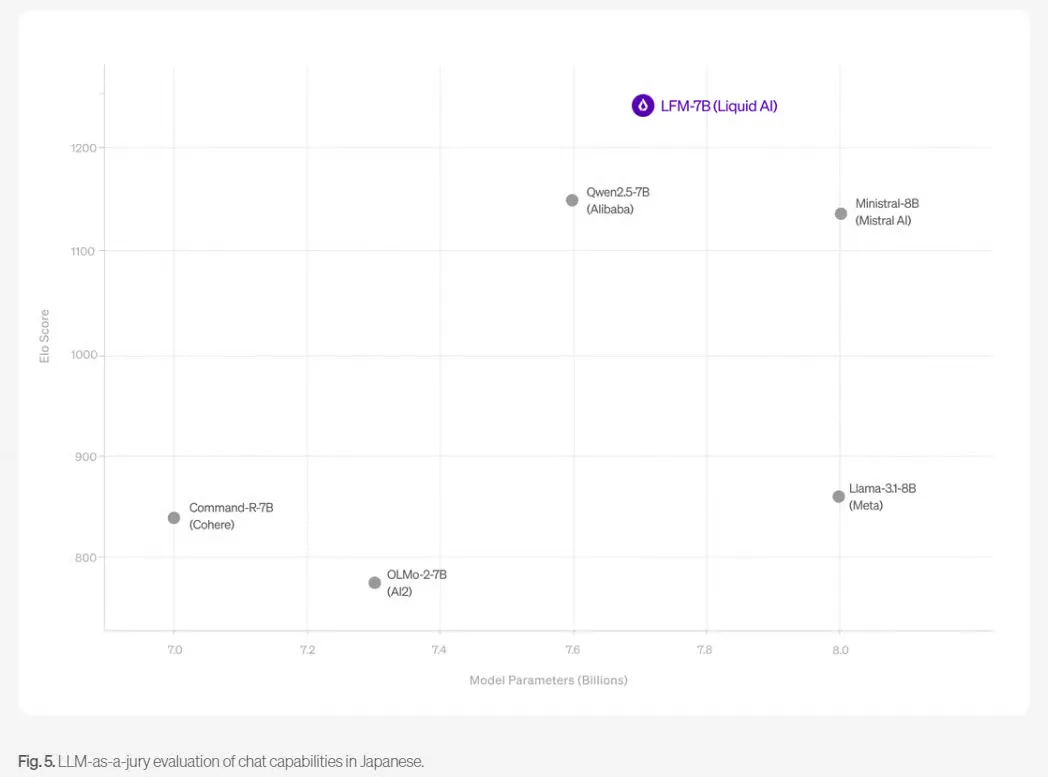 LFM-7B (Liquid AI)
1200
Qwen2.5-7B
(Alibaba)
Ministral-8B
(Mistral AI)
1100
Elo Score
1000
900
Llama-3.1-8B
(Meta)
Command-R-7B
(Cohere)
800
OLMo-2-7B
(AI2)
7.0 7.2 7.4 7.6 7.8 8.0
Model Parameters (Billions)
Fig. 5. LLM-as-a-jury evaluation of chat capabilities in Japanese.